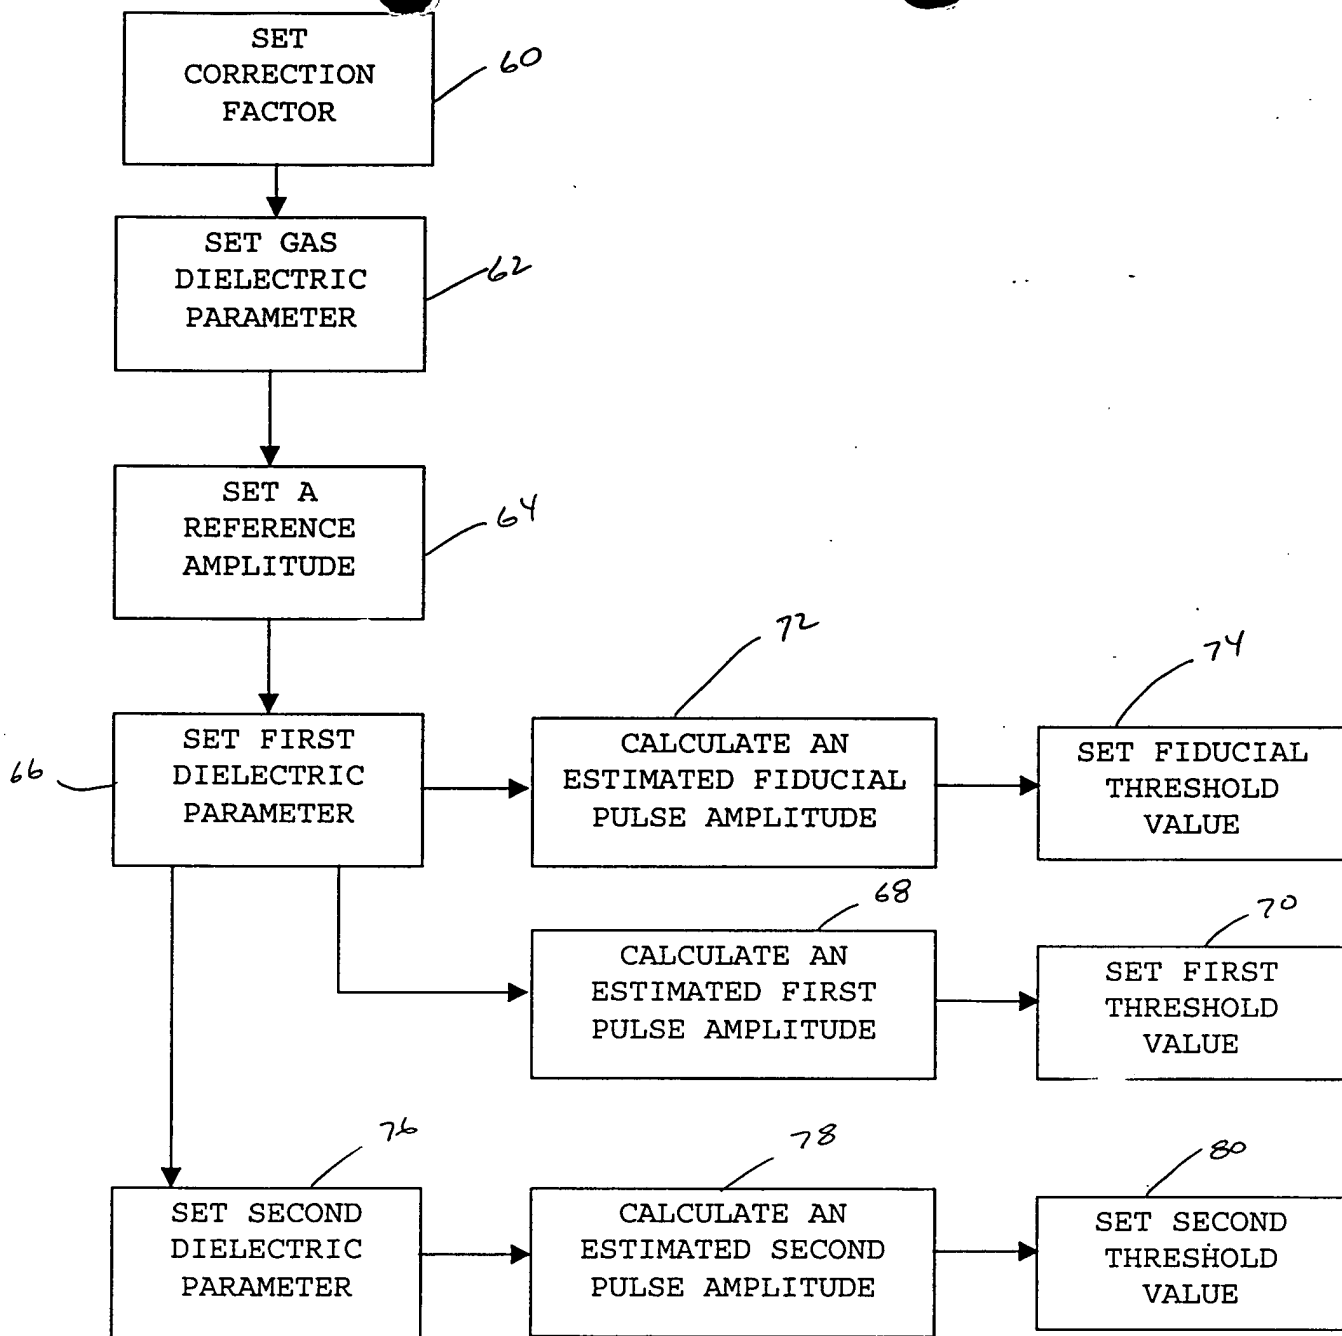 SET
CORRECTION
FACTOR
60
SET GAS
DIELECTRIC
PARAMETER
62
SET A
REFERENCE
AMPLITUDE
64
66
SET FIRST
DIELECTRIC
PARAMETER
72
CALCULATE AN
ESTIMATED FIDUCIAL
PULSE AMPLITUDE
74
SET FIDUCIAL
THRESHOLD
VALUE
68
CALCULATE AN
ESTIMATED FIRST
PULSE AMPLITUDE
70
SET FIRST
THRESHOLD
VALUE
76
SET SECOND
DIELECTRIC
PARAMETER
78
CALCULATE AN
ESTIMATED SECOND
PULSE AMPLITUDE
80
SET SECOND
THRESHOLD
VALUE